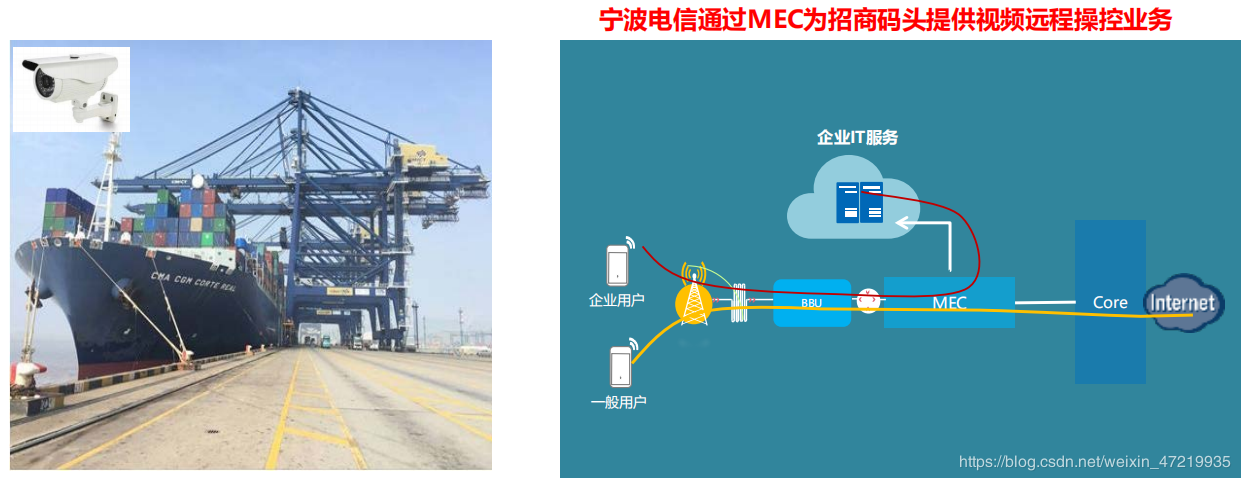 宁波电信通过MEC为招商码头提供视频远程操控业务
CMA CGM CORTE REAL
企业IT服务
企业用户
BBU
MEC
Core
Internet
一般用户
https://blog.csdn.net/weixin_47219935